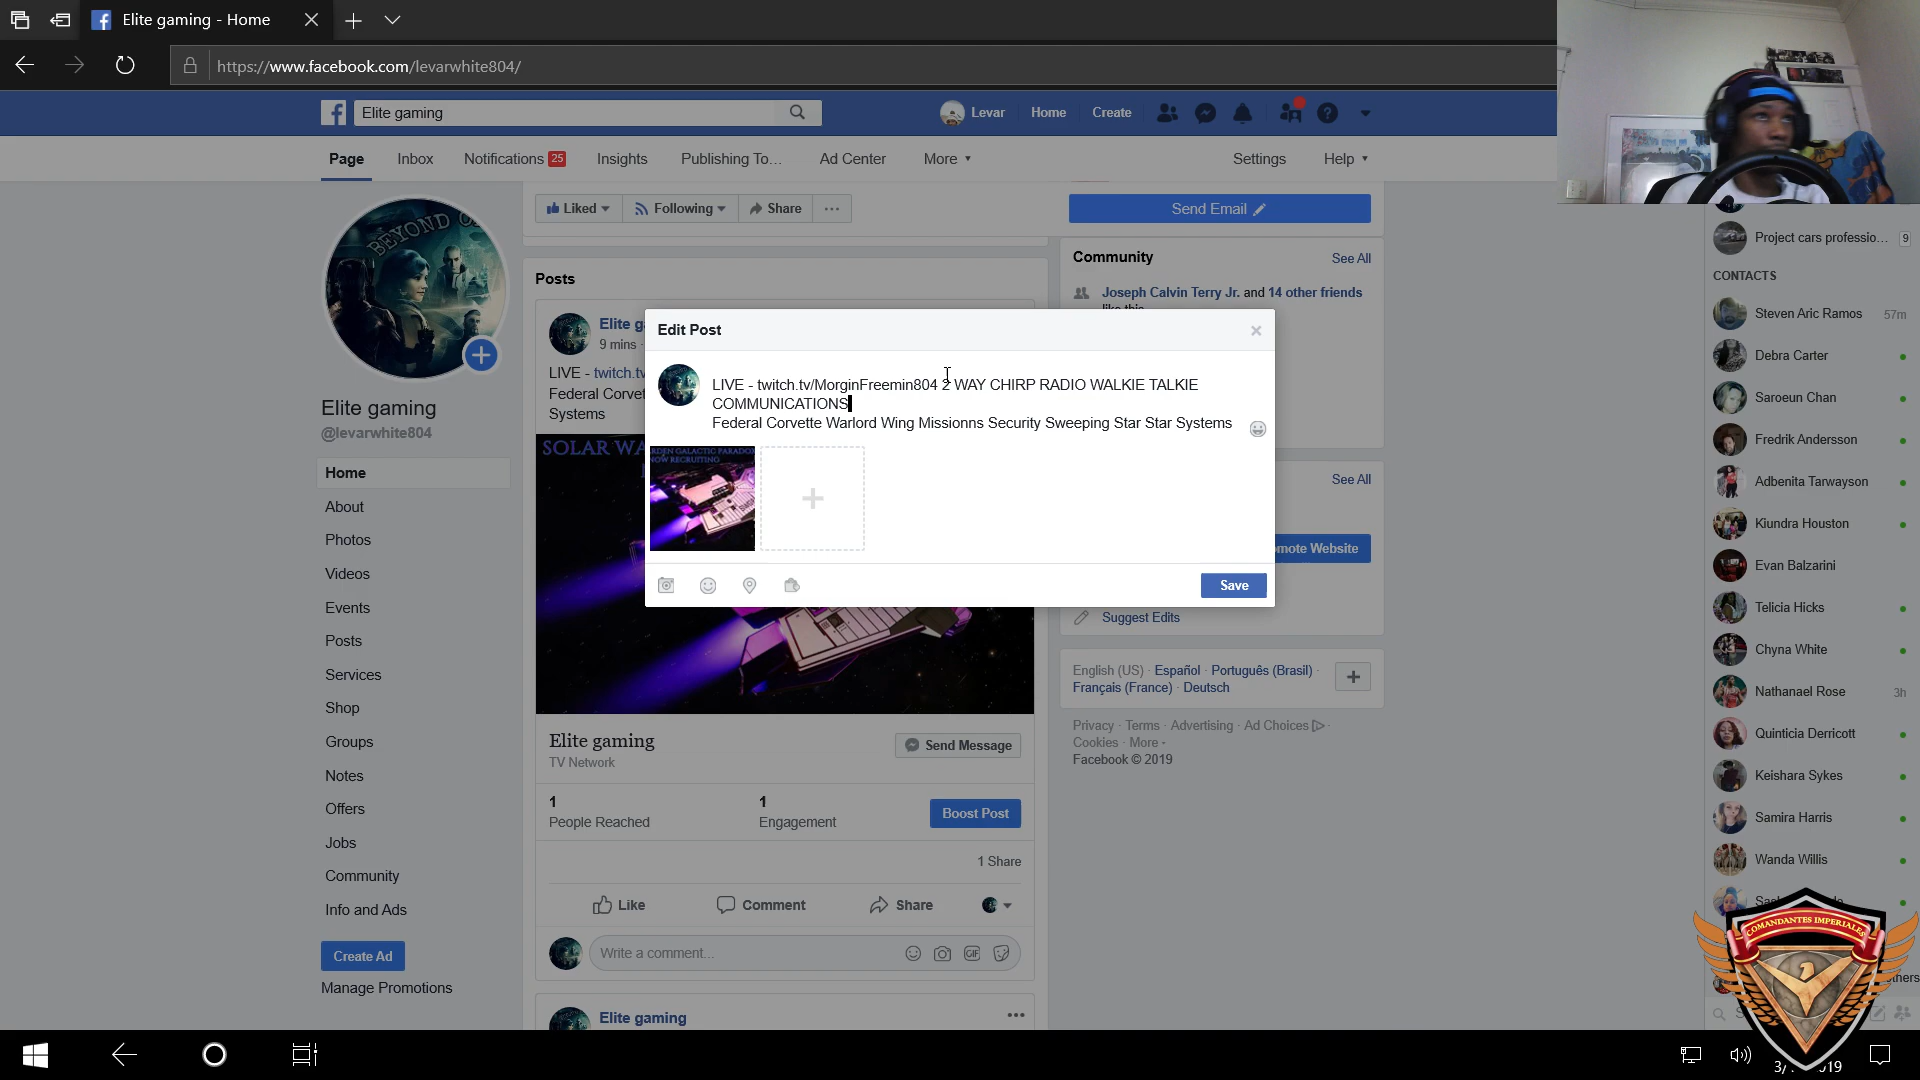 Elite gaming - Home
https://www.facebook.com/levarwhite804/
Elite gaming
Levar
Home
Create
Page
Inbox
Notifications 25
Insights
Publishing To...
Ad Center
More
Settings
Help
Liked
Following
Share
Send Email
BEYOND
Elite gaming
@levarwhite804
Home
About
Photos
Videos
Events
Posts
Services
Shop
Groups
Notes
Offers
Jobs
Community
Info and Ads
Create Ad
Manage Promotions
Posts
Elite g
9 mins ·
LIVE - twitch.tv
Federal Corvet
Systems
SOLAR WA
Edit Post
LIVE - twitch.tv/MorginFreemin804 2 WAY CHIRP RADIO WALKIE TALKIE
COMMUNICATIONS
Federal Corvette Warlord Wing Missionns Security Sweeping Star Star Systems
NOW RECRUITING
Save
Elite gaming
TV Network
Send Message
1
People Reached
1
Engagement
Boost Post
1 Share
Like
Comment
Share
Write a comment...
GIF
Elite gaming
Community
See All
Joseph Calvin Terry Jr. and 14 other friends
like this
See All
mote Website
Suggest Edits
English (US) · Español · Português (Brasil) ·
Français (France) · Deutsch
Privacy · Terms · Advertising · Ad Choices ·
Cookies · More
Facebook © 2019
Project cars professio... 9
CONTACTS
Steven Aric Ramos 57m
Debra Carter
Saroeun Chan
Fredrik Andersson
Adbenita Tarwayson
Kiundra Houston
Evan Balzarini
Telicia Hicks
Chyna White
Nathanael Rose 3h
Quinticia Derricott
Keishara Sykes
Samira Harris
Wanda Willis
COMANDANTES IMPERIALES